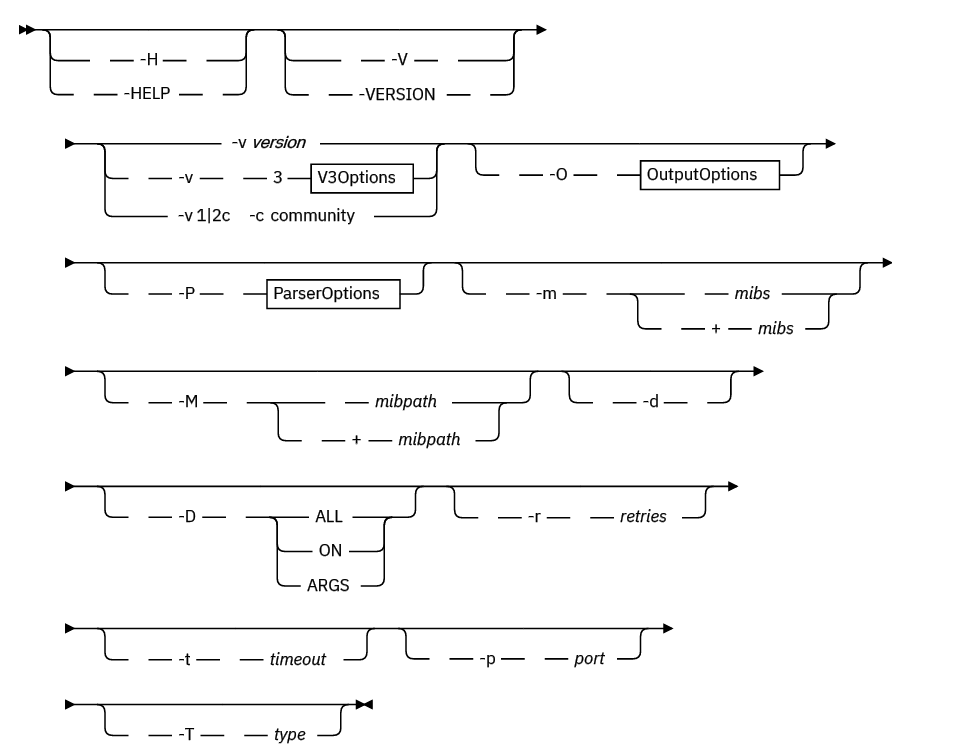 -H -V
-HELP -VERSION
-v version
-v 3 V3Options -O OutputOptions
-v 1|2c -c community
-P ParserOptions -m mibs
+ mibs
-M mibpath -d
+ mibpath
-D ALL -r retries
ON
ARGS
-t timeout -p port
-T type